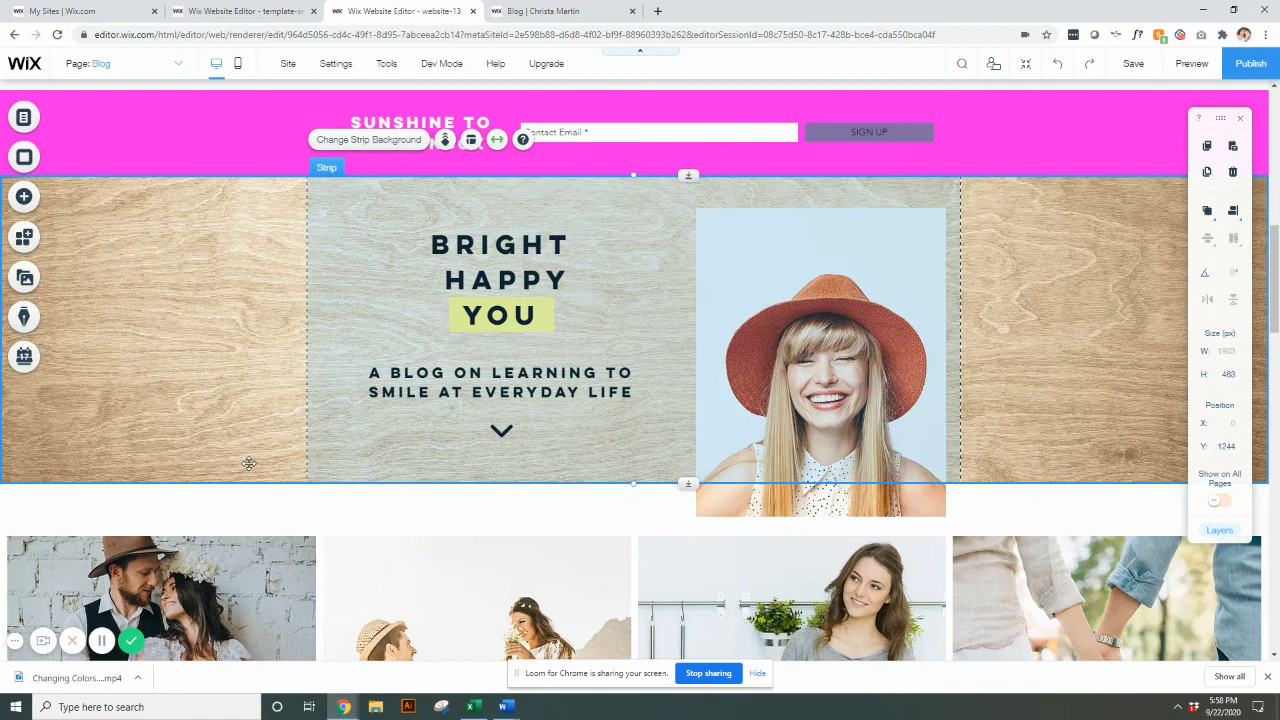 My Sites | Wix.com
Wix Website Editor - template-se
Wix Website Editor - website-13
Blog | Christa Martin
editor.wix.com/html/editor/web/renderer/edit/964d5056-cd4c-49f1-8d95-7abceea2cb14?metaSiteId=2e598b88-d6d8-4f02-bf9f-88960393b262&editorSessionId=08c75d50-8c17-428b-bce4-cda550bca04f
WiX
Page: Blog
Site
Settings
Tools
Dev Mode
Help
Upgrade
Save
Preview
Publish
SUNSHINE TO
Contact Email *
SIGN UP
Change Strip Background
?
Strip
BRIGHT
HAPPY
YOU
A BLOG ON LEARNING TO
SMILE AT EVERYDAY LIFE
?
0°
Size (px)
W: 1903
H: 463
Position
X: 0
Y: 1244
Show on All
Pages
Layers
17
Loom for Chrome is sharing your screen.
Stop sharing
Hide
Changing Colors....mp4
Show all
Type here to search
5:58 PM
9/22/2020